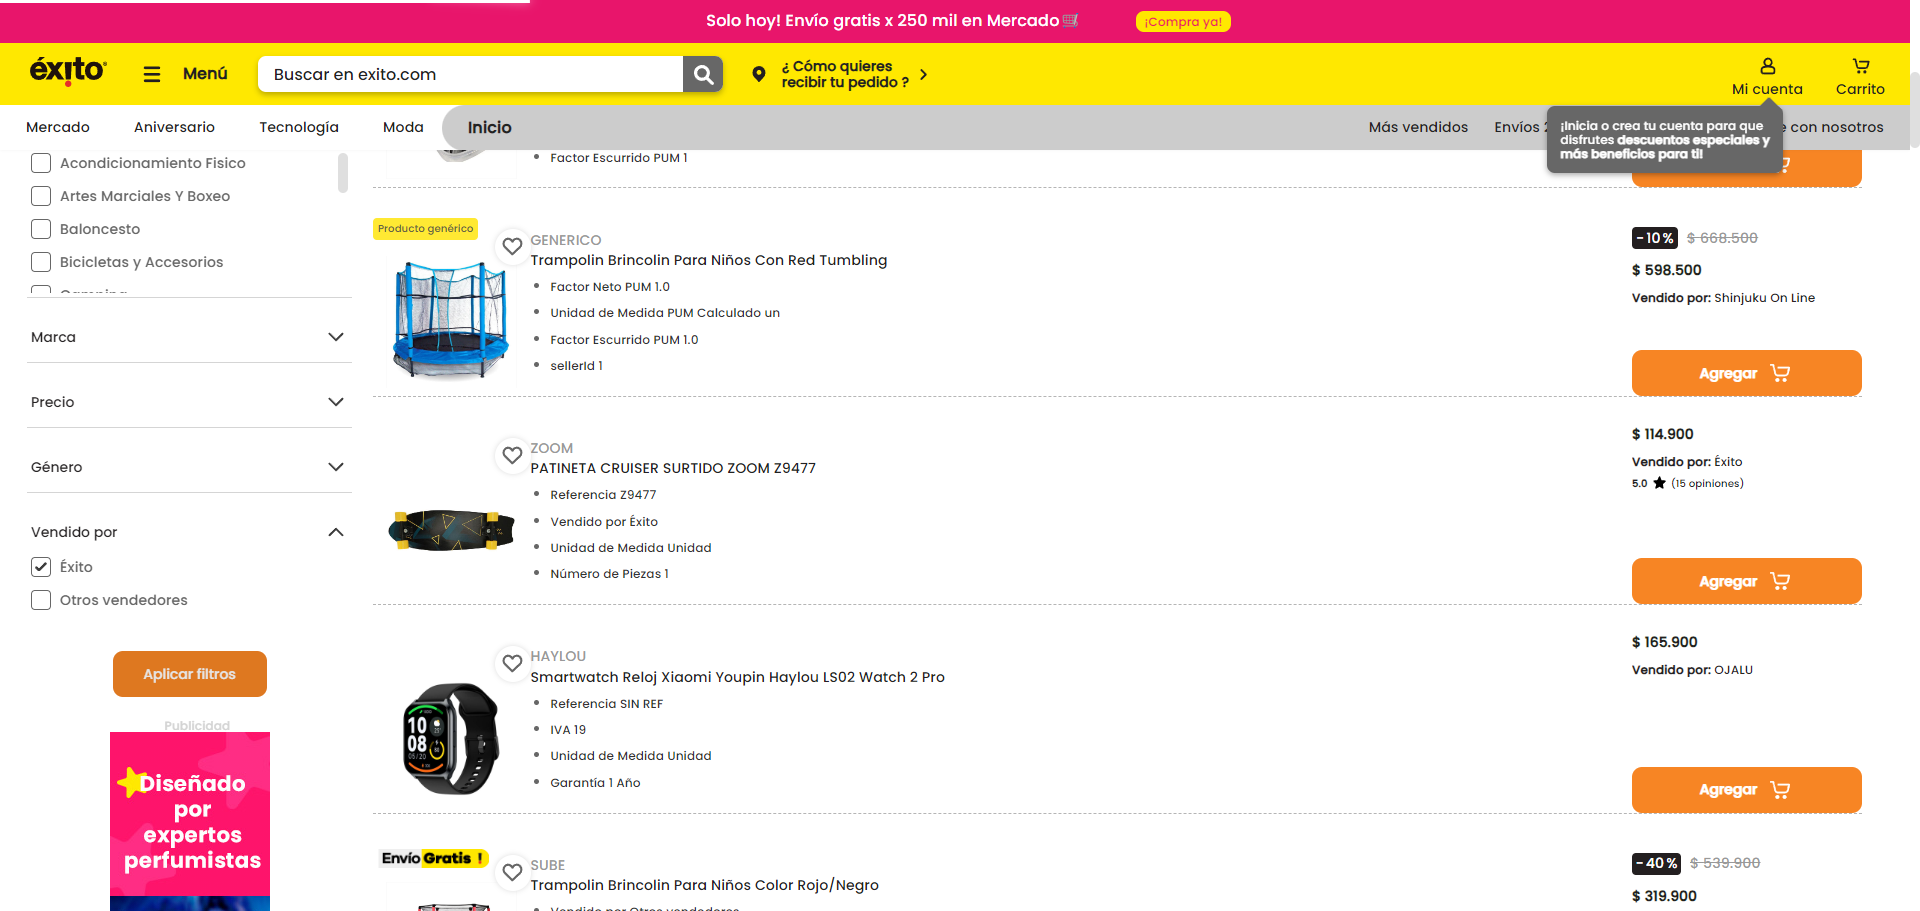 Solo hoy! Envío gratis x 250 mil en Mercado
¡Compra ya!
éxito
Menú
Buscar en exito.com
¿ Cómo quieres
recibir tu pedido ?
Mi cuenta
Carrito
Mercado
Aniversario
Tecnología
Moda
Inicio
Más vendidos
Envíos
e con nosotros
¡Inicia o crea tu cuenta para que
disfrutes descuentos especiales y
más beneficios para ti!
Acondicionamiento Fisico
Artes Marciales Y Boxeo
Baloncesto
Bicicletas y Accesorios
Marca
Precio
Género
Vendido por
Éxito
Otros vendedores
Aplicar filtros
Publicidad
Diseñado
por
expertos
perfumistas
Factor Escurrido PUM 1
Producto genérico
GENERICO
Trampolin Brincolin Para Niños Con Red Tumbling
Factor Neto PUM 1.0
Unidad de Medida PUM Calculado un
Factor Escurrido PUM 1.0
sellerId 1
-10%
$ 668.500
$ 598.500
Vendido por: Shinjuku On Line
Agregar
ZOOM
PATINETA CRUISER SURTIDO ZOOM Z9477
Referencia Z9477
Vendido por Éxito
Unidad de Medida Unidad
Número de Piezas 1
$ 114.900
Vendido por: Éxito
5.0 ★ (15 opiniones)
Agregar
HAYLOU
Smartwatch Reloj Xiaomi Youpin Haylou LS02 Watch 2 Pro
10
08
Referencia SIN REF
IVA 19
Unidad de Medida Unidad
Garantía 1 Año
$ 165.900
Vendido por: OJALU
Agregar
Envío Gratis !
SUBE
Trampolin Brincolin Para Niños Color Rojo/Negro
Vendido por Otros vendedores
-40%
$ 539.900
$ 319.900